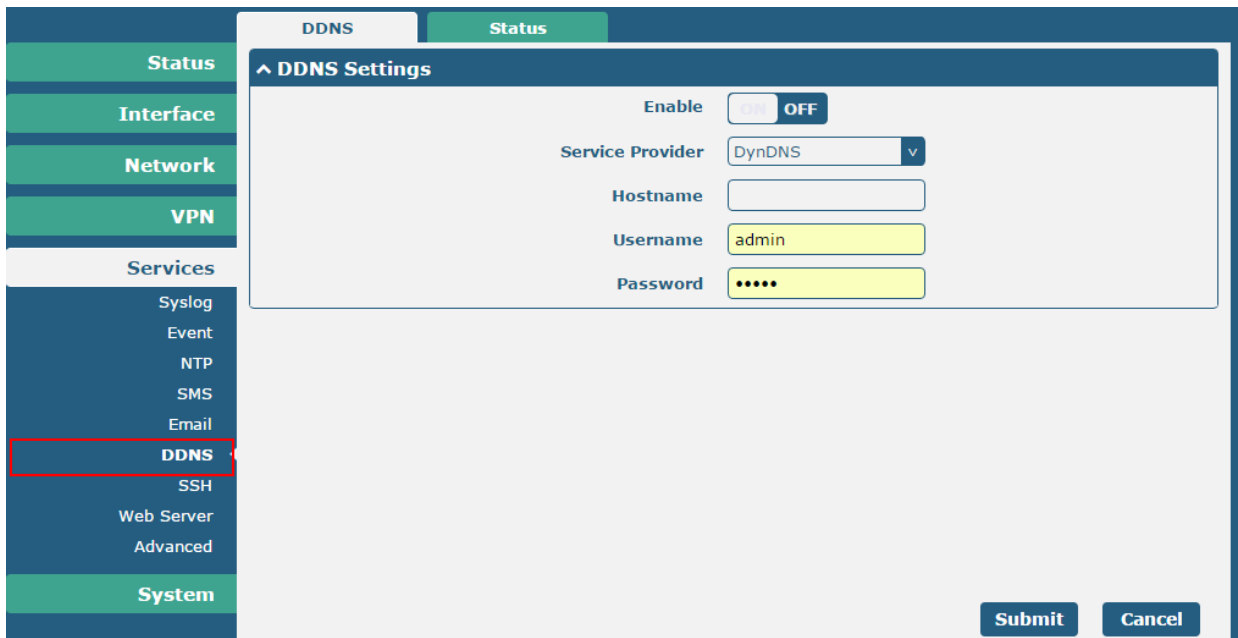 DDNS
Status
Status
Interface
Network
VPN
Services
Syslog
Event
NTP
SMS
Email
DDNS
SSH
Web Server
Advanced
System
DDNS Settings
Enable ON OFF
Service Provider DynDNS v
Hostname
Username admin
Password •••••
Submit Cancel